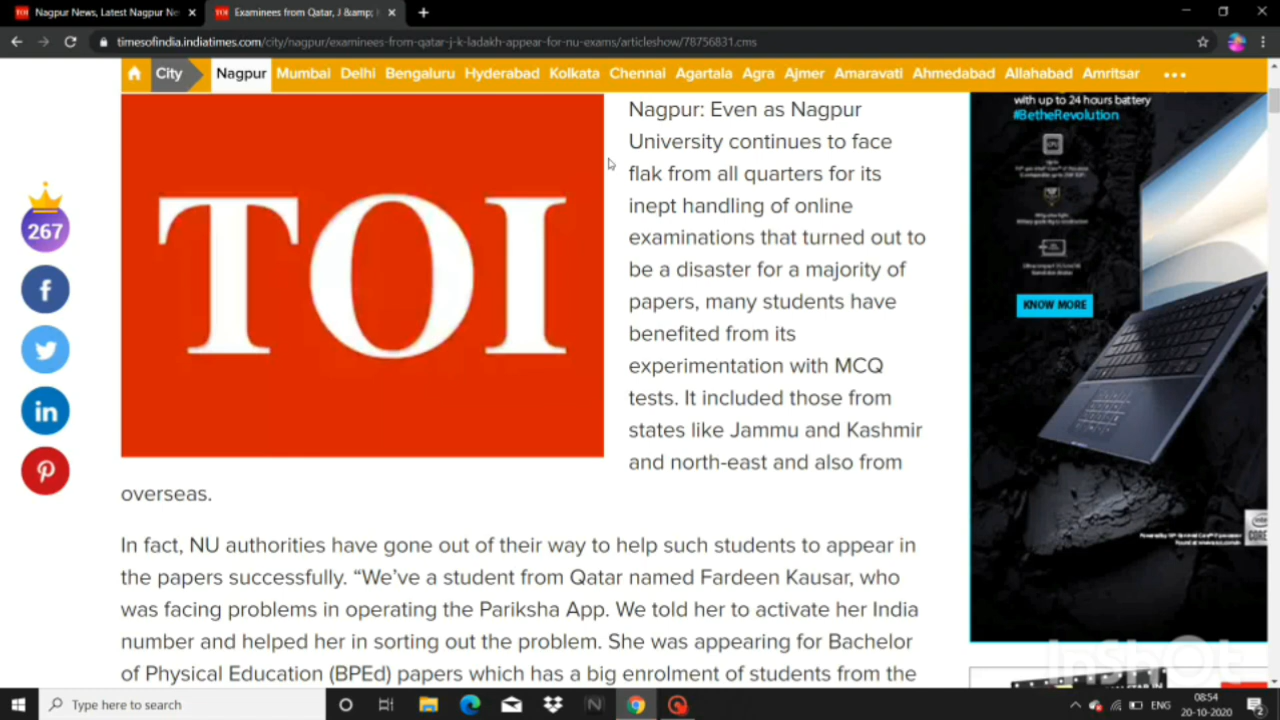 Nagpur News, Latest Nagpur Ne
Examinees from Qatar, J &amp;
timesofindia.indiatimes.com/city/nagpur/examinees-from-qatar-j-k-ladakh-appear-for-nu-exams/articleshow/78756831.cms
City Nagpur Mumbai Delhi Bengaluru Hyderabad Kolkata Chennai Agartala Agra Ajmer Amaravati Ahmedabad Allahabad Amritsar
267
TOI
Nagpur: Even as Nagpur
University continues to face
flak from all quarters for its
inept handling of online
examinations that turned out to
be a disaster for a majority of
papers, many students have
benefited from its
experimentation with MCQ
tests. It included those from
states like Jammu and Kashmir
and north-east and also from
overseas.
In fact, NU authorities have gone out of their way to help such students to appear in
the papers successfully. “We’ve a student from Qatar named Fardeen Kausar, who
was facing problems in operating the Pariksha App. We told her to activate her India
number and helped her in sorting out the problem. She was appearing for Bachelor
of Physical Education (BPEd) papers which has a big enrolment of students from the
with up to 24 hours battery
#BetheRevolution
KNOW MORE
InShOt
Type here to search
ENG
08:54
20-10-2020